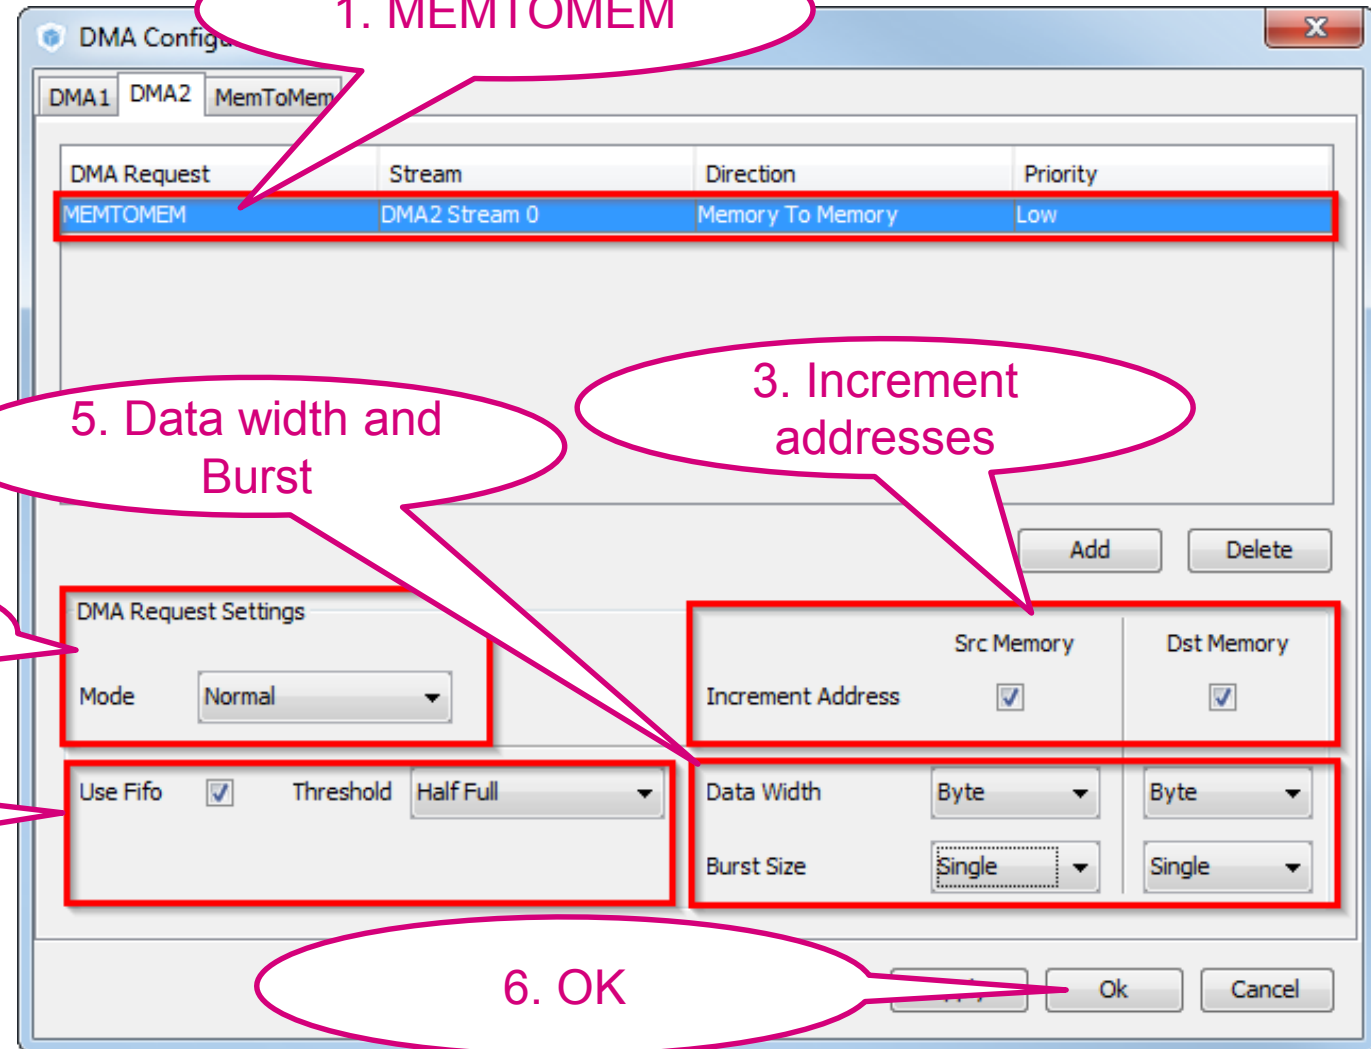 1. MEMTOMEM
DMA
DMA1 DMA2 MemToMem
DMA Request Stream Direction Priority
MEMTOMEM DMA2 Stream 0 Memory To Memory Low
3. Increment
addresses
5. Data width and
Burst
Add Delete
DMA Request Settings
Src Memory Dst Memory
Mode Normal Increment Address
Use Fifo Threshold Half Full Data Width Byte Byte
Burst Size Single Single
6. OK
Ok Cancel